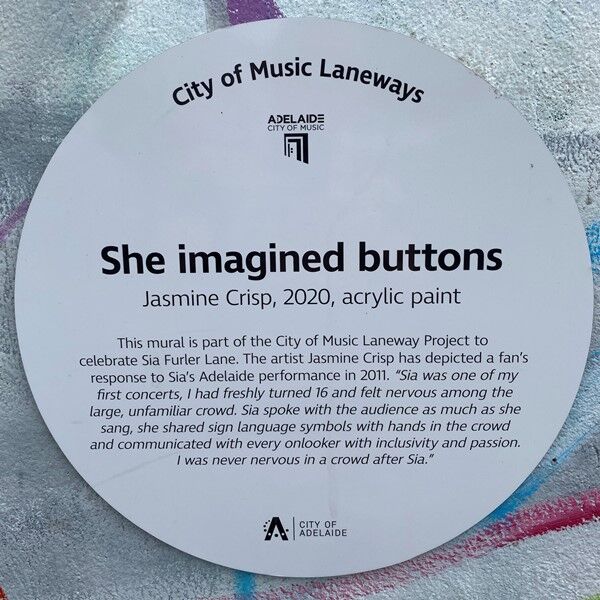 City of Music Laneways
ADELAIDE
CITY OF MUSIC
She imagined buttons
Jasmine Crisp, 2020, acrylic paint
This mural is part of the City of Music Laneway Project to
celebrate Sia Furler Lane. The artist Jasmine Crisp has depicted a fan's
response to Sia's Adelaide performance in 2011. "Sia was one of my
first concerts, I had freshly turned 16 and felt nervous among the
large, unfamiliar crowd. Sia spoke with the audience as much as she
sang, she shared sign language symbols with hands in the crowd
and communicated with every onlooker with inclusivity and passion.
I was never nervous in a crowd after Sia."
CITY OF
ADELAIDE